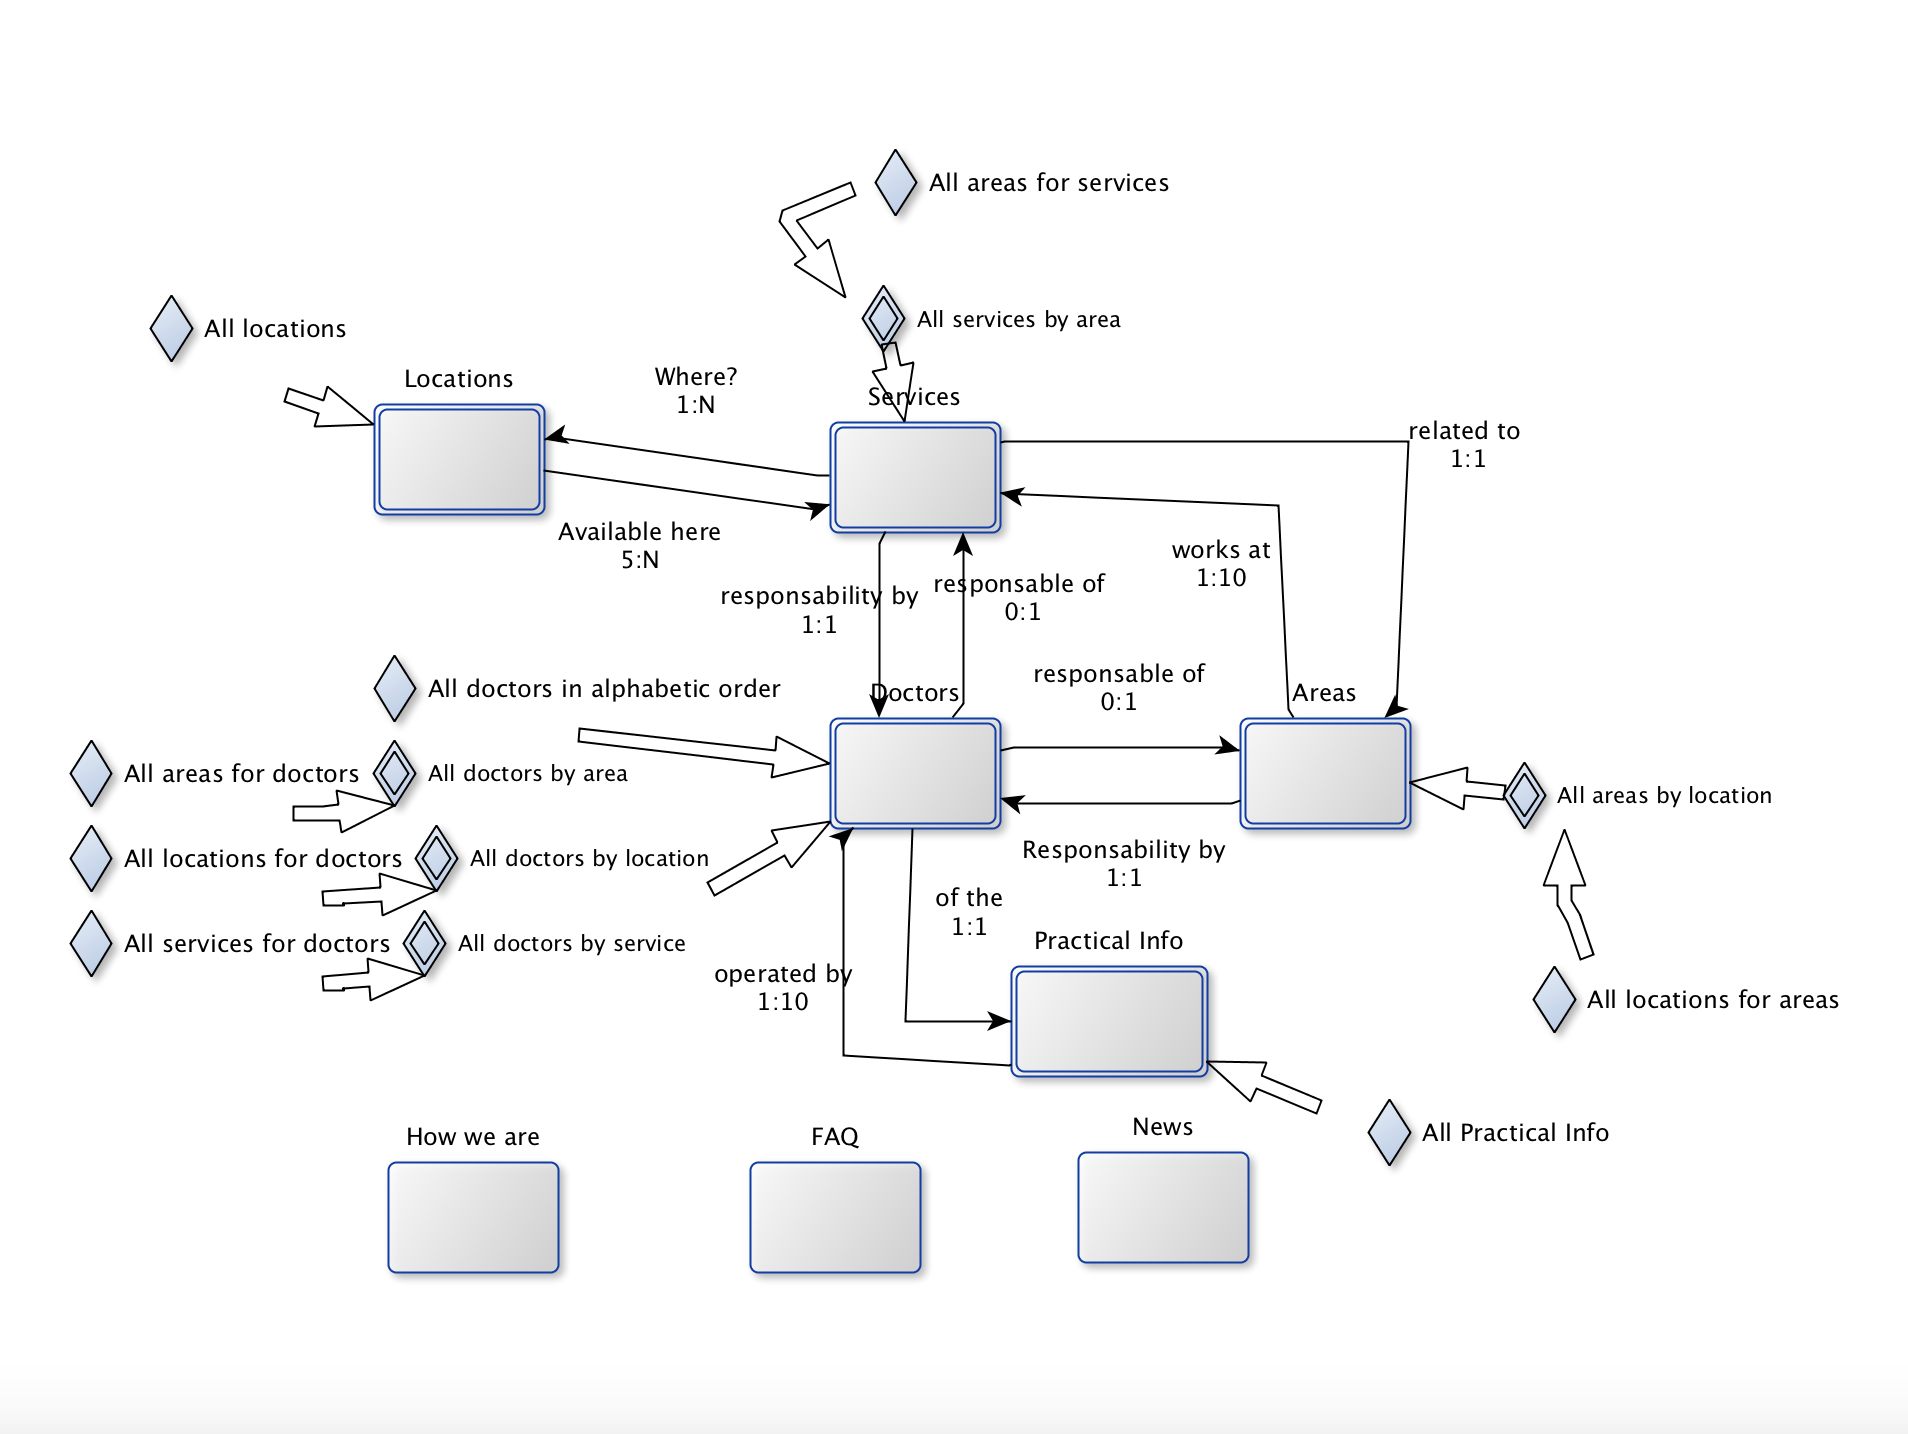 All areas for services
All services by area
All locations
Locations
Where?
1:N
Services
related to
1:1
Available here
5:N
works at
1:10
responsability by
1:1
responsable of
0:1
All doctors in alphabetic order
Doctors
responsable of
0:1
Areas
All areas for doctors
All doctors by area
All areas by location
All locations for doctors
All doctors by location
Responsability by
1:1
of the
1:1
All services for doctors
All doctors by service
Practical Info
operated by
1:10
All locations for areas
How we are
FAQ
News
All Practical Info